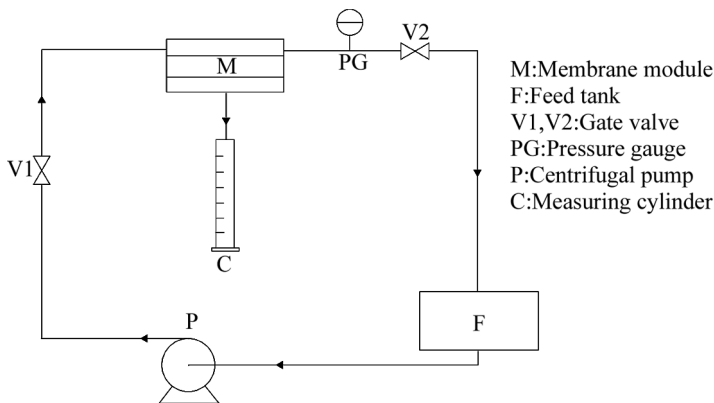 V2
M
PG
M:Membrane module
F:Feed tank
V1,V2:Gate valve
PG:Pressure gauge
P:Centrifugal pump
C:Measuring cylinder
V1
C
P
F